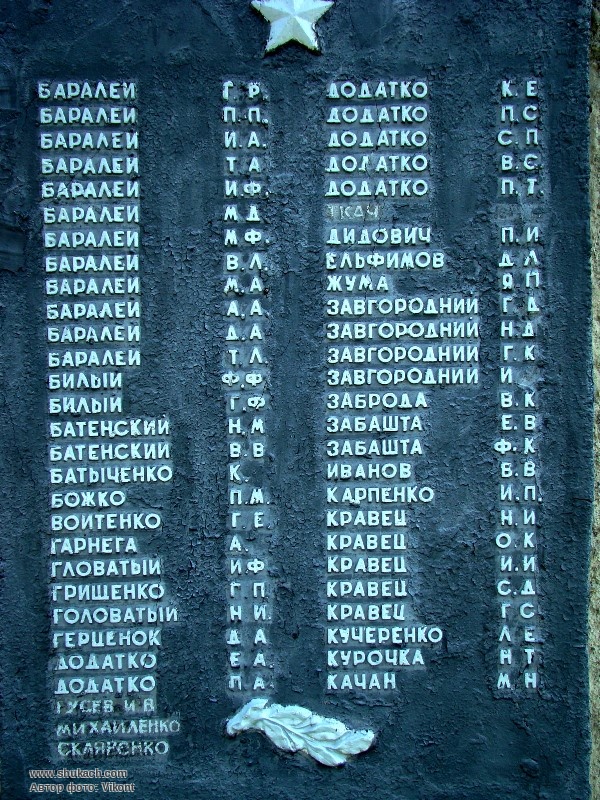 БАРАЛЕЙ Г.Р.
БАРАЛЕЙ П.П.
БАРАЛЕЙ И.А.
БАРАЛЕЙ Т А
БАРАЛЕЙ И.Ф.
БАРАЛЕЙ М Д
БАРАЛЕЙ М Ф.
БАРАЛЕЙ В.Л.
БАРАЛЕЙ М.А.
БАРАЛЕЙ А.А.
БАРАЛЕЙ Д.А.
БАРАЛЕЙ Т Л.
БИЛЫЙ Ф.Ф
БИЛЫЙ Г.Ф
БАТЕНСКИЙ Н.М
БАТЕНСКИЙ В.В
БАТЫЧЕНКО К.
БОЖКО П.М.
ВОИТЕНКО Г.Е.
ГАРНЕГА А.
ГЛОВАТЫЙ И Ф
ГРИЩЕНКО Г П
ГОЛОВАТЫЙ Н И.
ГЕРЦЕНОК Д А
ДОДАТКО Е А.
ДОДАТКО П А.
ГУСЕВ И В
МИХАЙЛЕНКО
СКЛЯРЕНКО
ДОДАТКО К.Е
ДОДАТКО П.С
ДОДАТКО С.П
ДОДАТКО В.С.
ДОДАТКО П.Т.
ТКАЧ
ДИДОВИЧ П.И
ЕЛЬФИМОВ Д Л
ЖУМА Я П
ЗАВГОРОДНИЙ Г.Д
ЗАВГОРОДНИЙ Н Д
ЗАВГОРОДНИЙ Г.К
ЗАВГОРОДНИЙ И.
ЗАБРОДА В.К
ЗАБАШТА Е.В
ЗАБАШТА Ф.К
ИВАНОВ В.В
КАРПЕНКО И.П.
КРАВЕЦ Н.И
КРАВЕЦ О.К
КРАВЕЦ И.И
КРАВЕЦ С.Д
КРАВЕЦ Г С
КУЧЕРЕНКО Л Е
КУРОЧКА Н Т
КАЧАН М Н
www.shukach.com
Автор фото: Vikont